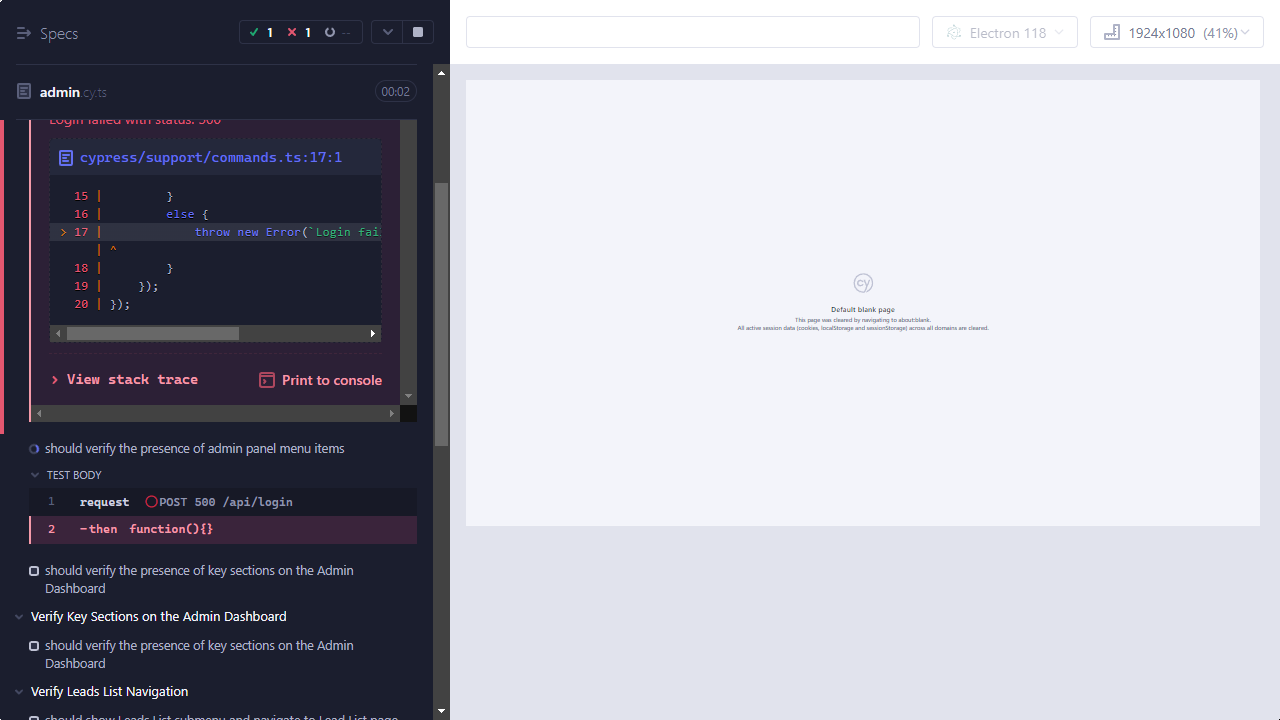 Specs
1
1
--
Electron 118
1924x1080 (41%)
admin.cy.ts
00:02
Login failed with status: 500
cypress/support/commands.ts:17:1
15 | }
16 | else {
> 17 | throw new Error(`Login fai
| ^
18 | }
19 | });
20 | });
View stack trace
Print to console
should verify the presence of admin panel menu items
TEST BODY
1 request POST 500 /api/login
2 -then function(){}
should verify the presence of key sections on the Admin
Dashboard
Verify Key Sections on the Admin Dashboard
should verify the presence of key sections on the Admin
Dashboard
Verify Leads List Navigation
should show Leads List submenu and navigate to Lead List page
cy
Default blank page
This page was cleared by navigating to about:blank.
All active session data (cookies, localStorage and sessionStorage) across all domains are cleared.